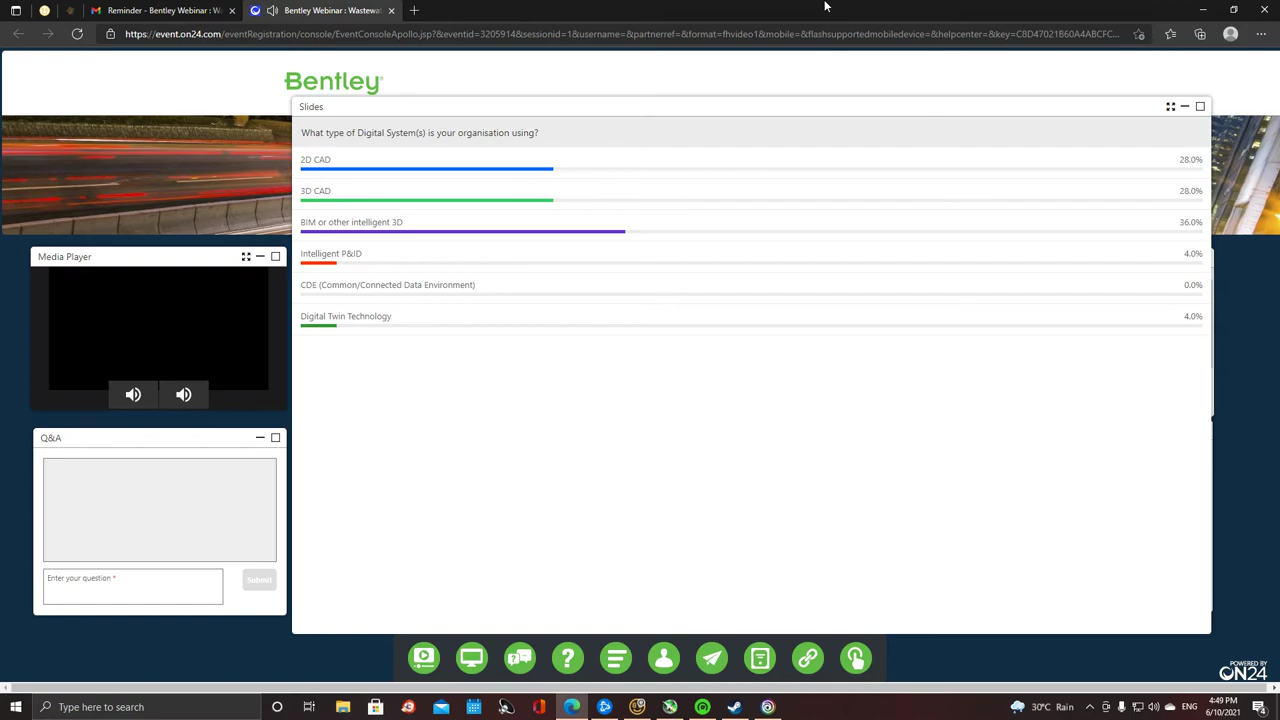 Reminder - Bentley Webinar : W
Bentley Webinar : Wastewa
https://event.on24.com/eventRegistration/console/EventConsoleApollo.jsp?&eventid=3205914&sessionid=1&username=&partnerref=&format=fhvideo1&mobile=&flashsupportedmobiledevice=&helpcenter=&key=C8D47021B60A4ABCFC...
Bentley®
Slides
What type of Digital System(s) is your organisation using?
2D CAD 28.0%
3D CAD 28.0%
BIM or other intelligent 3D 36.0%
Intelligent P&ID 4.0%
CDE (Common/Connected Data Environment) 0.0%
Digital Twin Technology 4.0%
Media Player
Q&A
Enter your question *
Submit
POWERED BY
ON24
Type here to search
30°C Rain
4:49 PM
6/10/2021
4